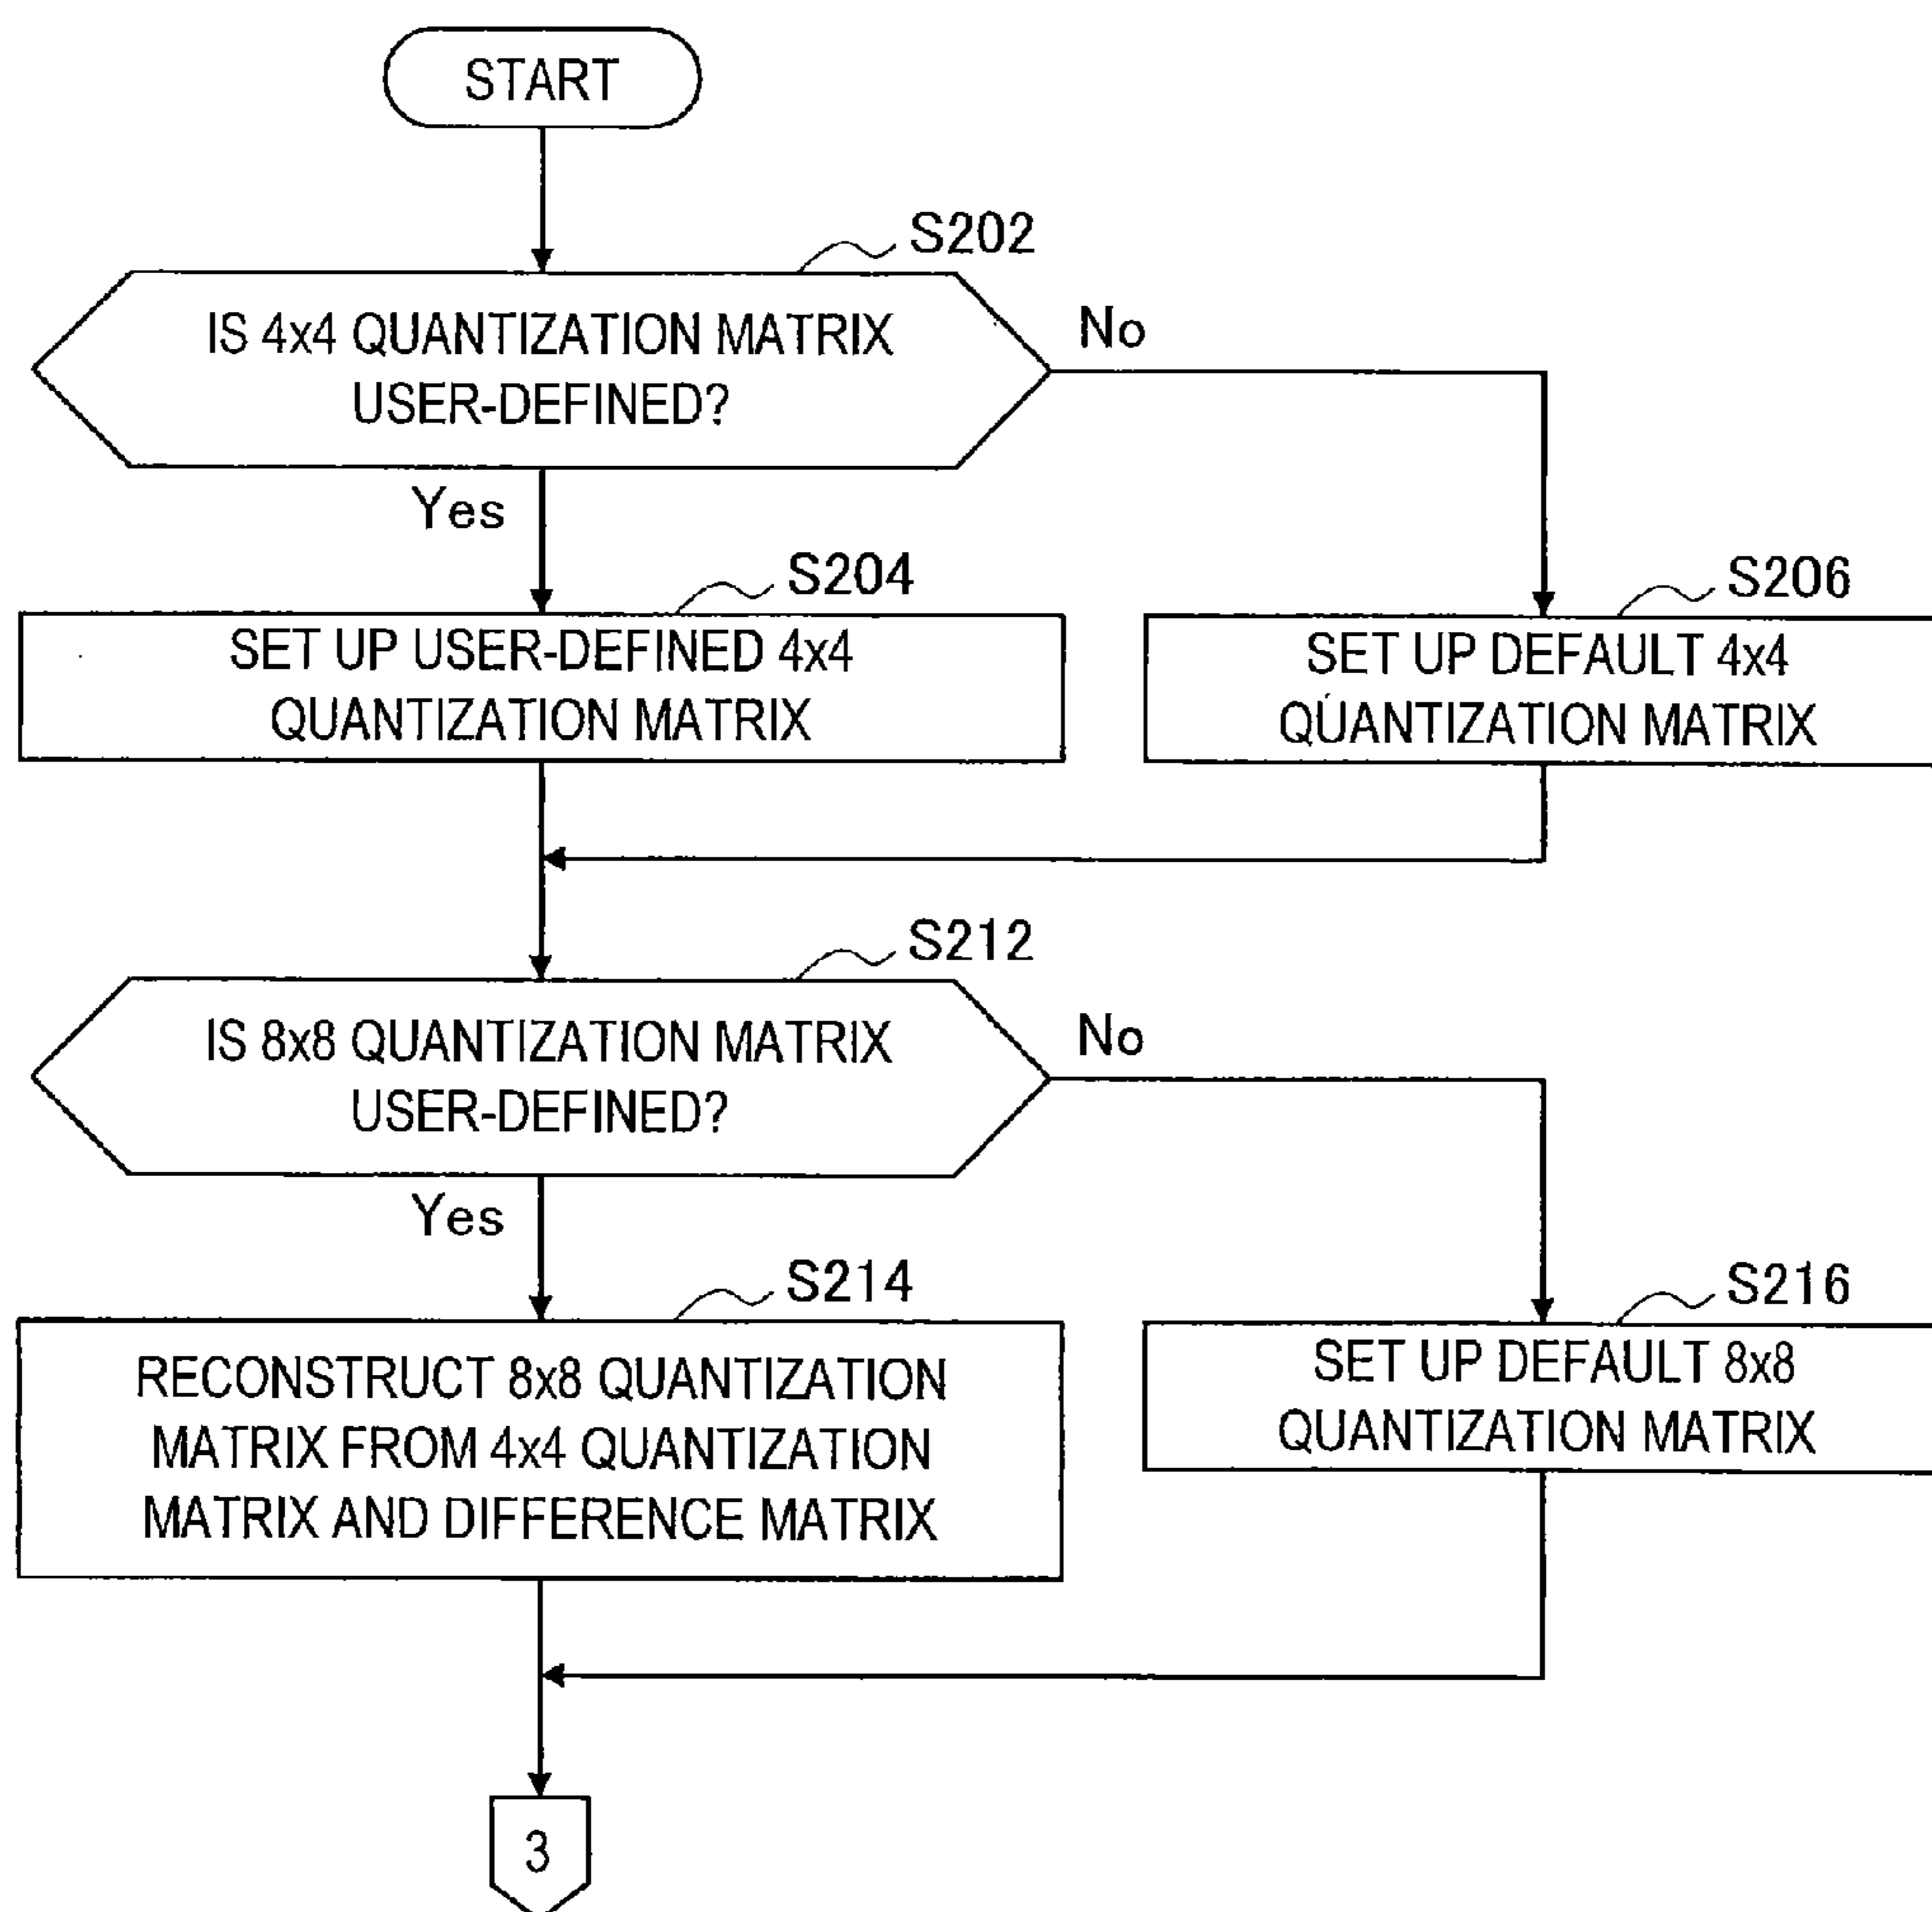 START
S202
IS 4x4 QUANTIZATION MATRIX
USER-DEFINED?
No
Yes
S204
SET UP USER-DEFINED 4x4
QUANTIZATION MATRIX
S206
SET UP DEFAULT 4x4
QUANTIZATION MATRIX
S212
IS 8x8 QUANTIZATION MATRIX
USER-DEFINED?
No
Yes
S214
RECONSTRUCT 8x8 QUANTIZATION
MATRIX FROM 4x4 QUANTIZATION
MATRIX AND DIFFERENCE MATRIX
S216
SET UP DEFAULT 8x8
QUANTIZATION MATRIX
3